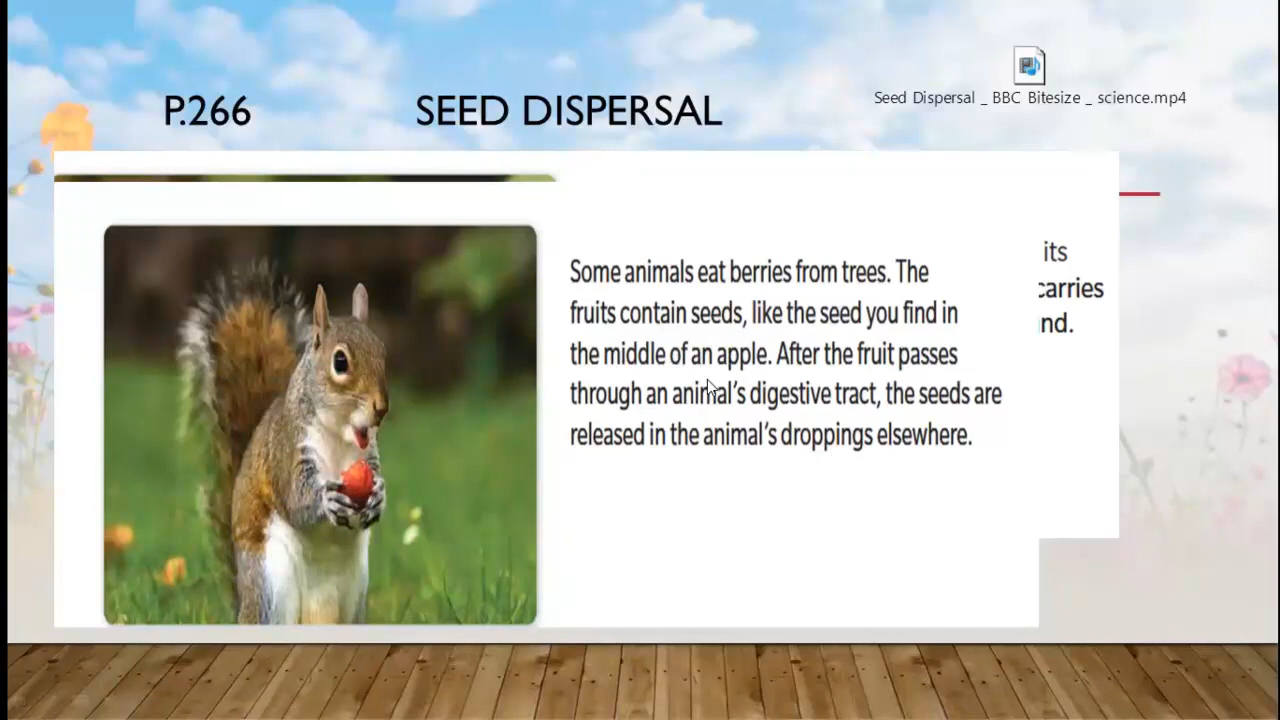 Seed Dispersal _ BBC Bitesize _ science.mp4
P.266 SEED DISPERSAL
Some animals eat berries from trees. The
fruits contain seeds, like the seed you find in
the middle of an apple. After the fruit passes
through an animal's digestive tract, the seeds are
released in the animal's droppings elsewhere.
its
carries
nd.